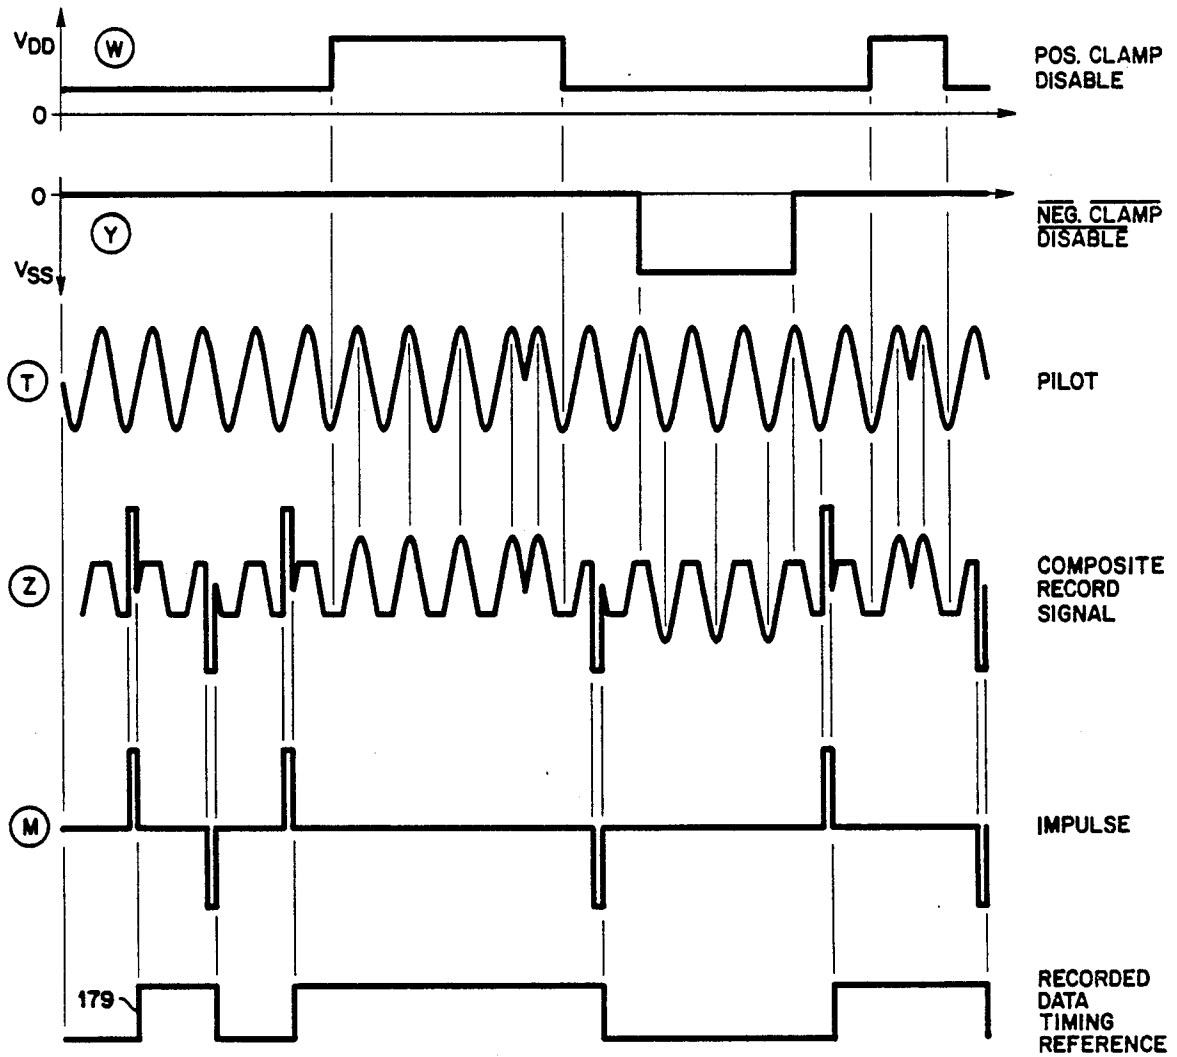 VDD
W
POS. CLAMP
DISABLE
0
0
Y
NEG. CLAMP
DISABLE
VSS
T
PILOT
Z
COMPOSITE
RECORD
SIGNAL
M
IMPULSE
179
RECORDED
DATA
TIMING
REFERENCE